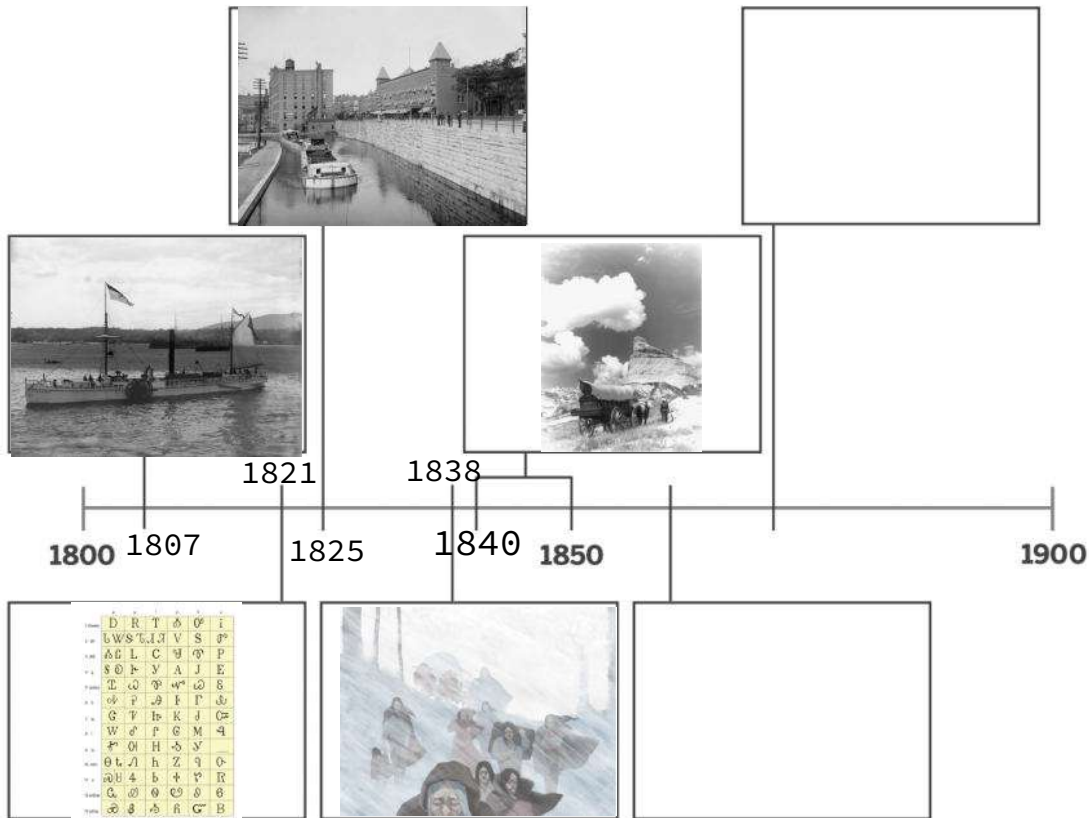 1821
1838
1800
1807
1825
1840
1850
1900
Ꭰ Ꭱ Ꭲ Ꭳ Ꭴ Ꭵ
Ꮣ Ꮤ Ꮥ Ꮦ Ꮧ Ꮨ Ꮩ Ꮪ Ꮫ
Ꮬ Ꮭ Ꮮ Ꮯ Ꮰ Ꮱ Ꮲ
Ꭶ Ꭷ Ꭸ Ꭹ Ꭺ Ꭻ Ꭼ
Ꮖ Ꮗ Ꮘ Ꮙ Ꮚ Ꮛ
Ꭽ Ꭾ Ꭿ Ꮀ Ꮁ Ꮂ
Ꮳ Ꮴ Ꮵ Ꮶ Ꮷ Ꮸ
Ꮃ Ꮄ Ꮅ Ꮆ Ꮇ Ꮈ
Ꮉ Ꮊ Ꮋ Ꮌ Ꮍ
Ꮎ Ꮏ Ꮑ Ꮒ Ꮓ Ꮔ Ꮕ
Ꮜ Ꮝ Ꮞ Ꮟ Ꮠ Ꮡ Ꮢ
Ꮹ Ꮺ Ꮻ Ꮼ Ꮽ Ꮾ
Ꮿ Ᏸ Ᏹ Ᏺ Ᏻ Ᏼ